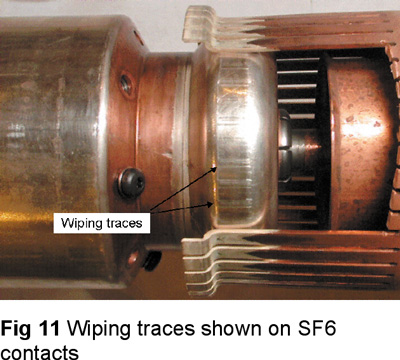 Wiping traces
Fig 11 Wiping traces shown on SF6
contacts